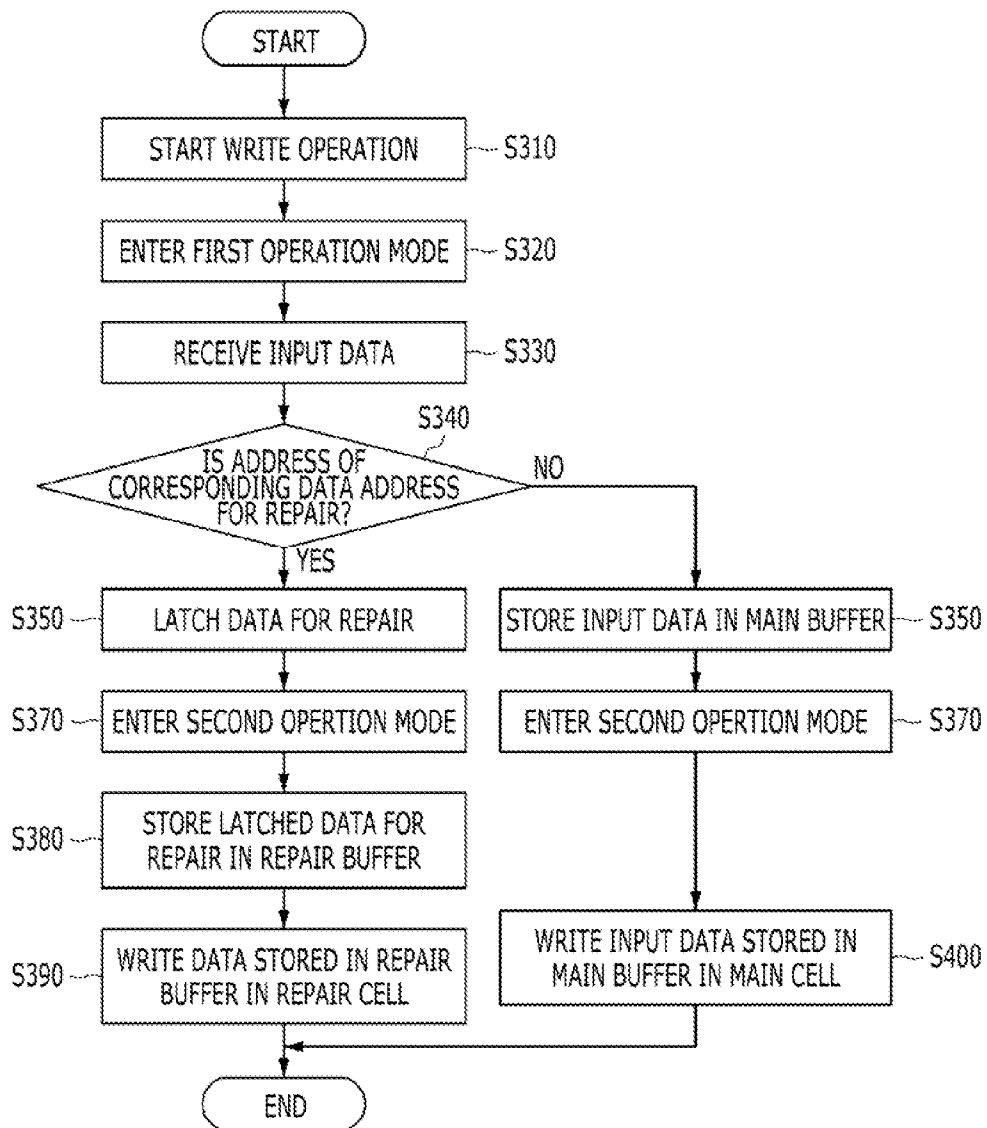 START
START WRITE OPERATION
S310
ENTER FIRST OPERATION MODE
S320
RECEIVE INPUT DATA
S330
S340
IS ADDRESS OF
CORRESPONDING DATA ADDRESS
FOR REPAIR?
NO
YES
S350
LATCH DATA FOR REPAIR
STORE INPUT DATA IN MAIN BUFFER
S350
S370
ENTER SECOND OPERTION MODE
ENTER SECOND OPERTION MODE
S370
S380
STORE LATCHED DATA FOR
REPAIR IN REPAIR BUFFER
S390
WRITE DATA STORED IN REPAIR
BUFFER IN REPAIR CELL
WRITE INPUT DATA STORED IN
MAIN BUFFER IN MAIN CELL
S400
END